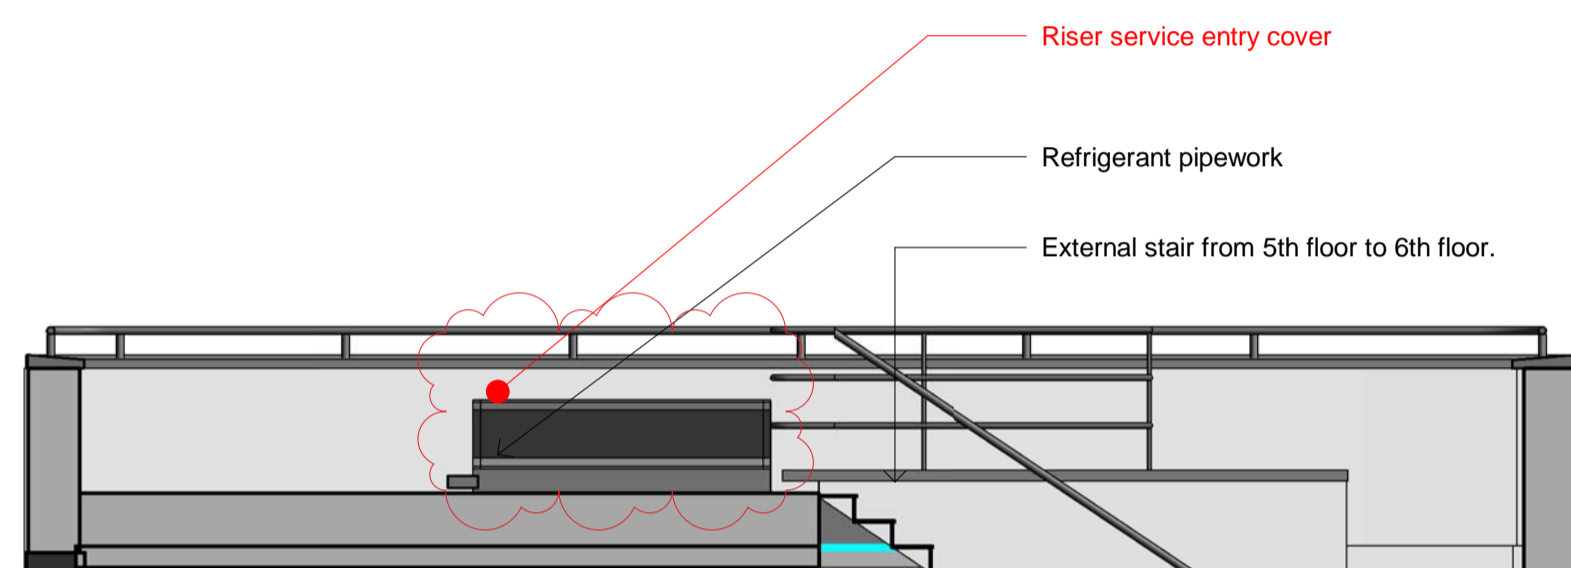 Riser service entry cover
Refrigerant pipework
External stair from 5th floor to 6th floor.